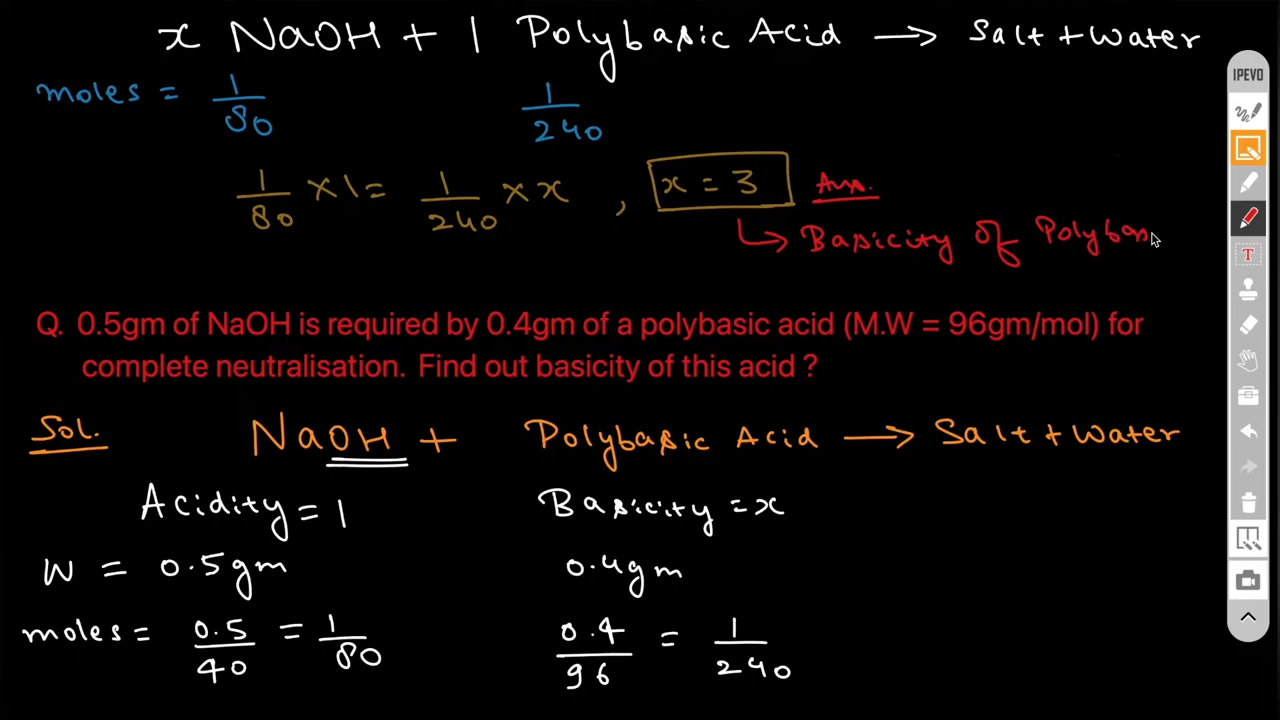 x NaOH + 1 Polybasic Acid → Salt + Water
moles = 1/80 1/240
1/80 × 1 = 1/240 × x , x = 3 Ans.
↳ Basicity of Polybas
Q. 0.5gm of NaOH is required by 0.4gm of a polybasic acid (M.W = 96gm/mol) for
complete neutralisation. Find out basicity of this acid ?
Sol. NaOH + Polybasic Acid → Salt + Water
Acidity = 1 Basicity = x
W = 0.5gm 0.4gm
moles = 0.5/40 = 1/80 0.4/96 = 1/240
IPEVO
T